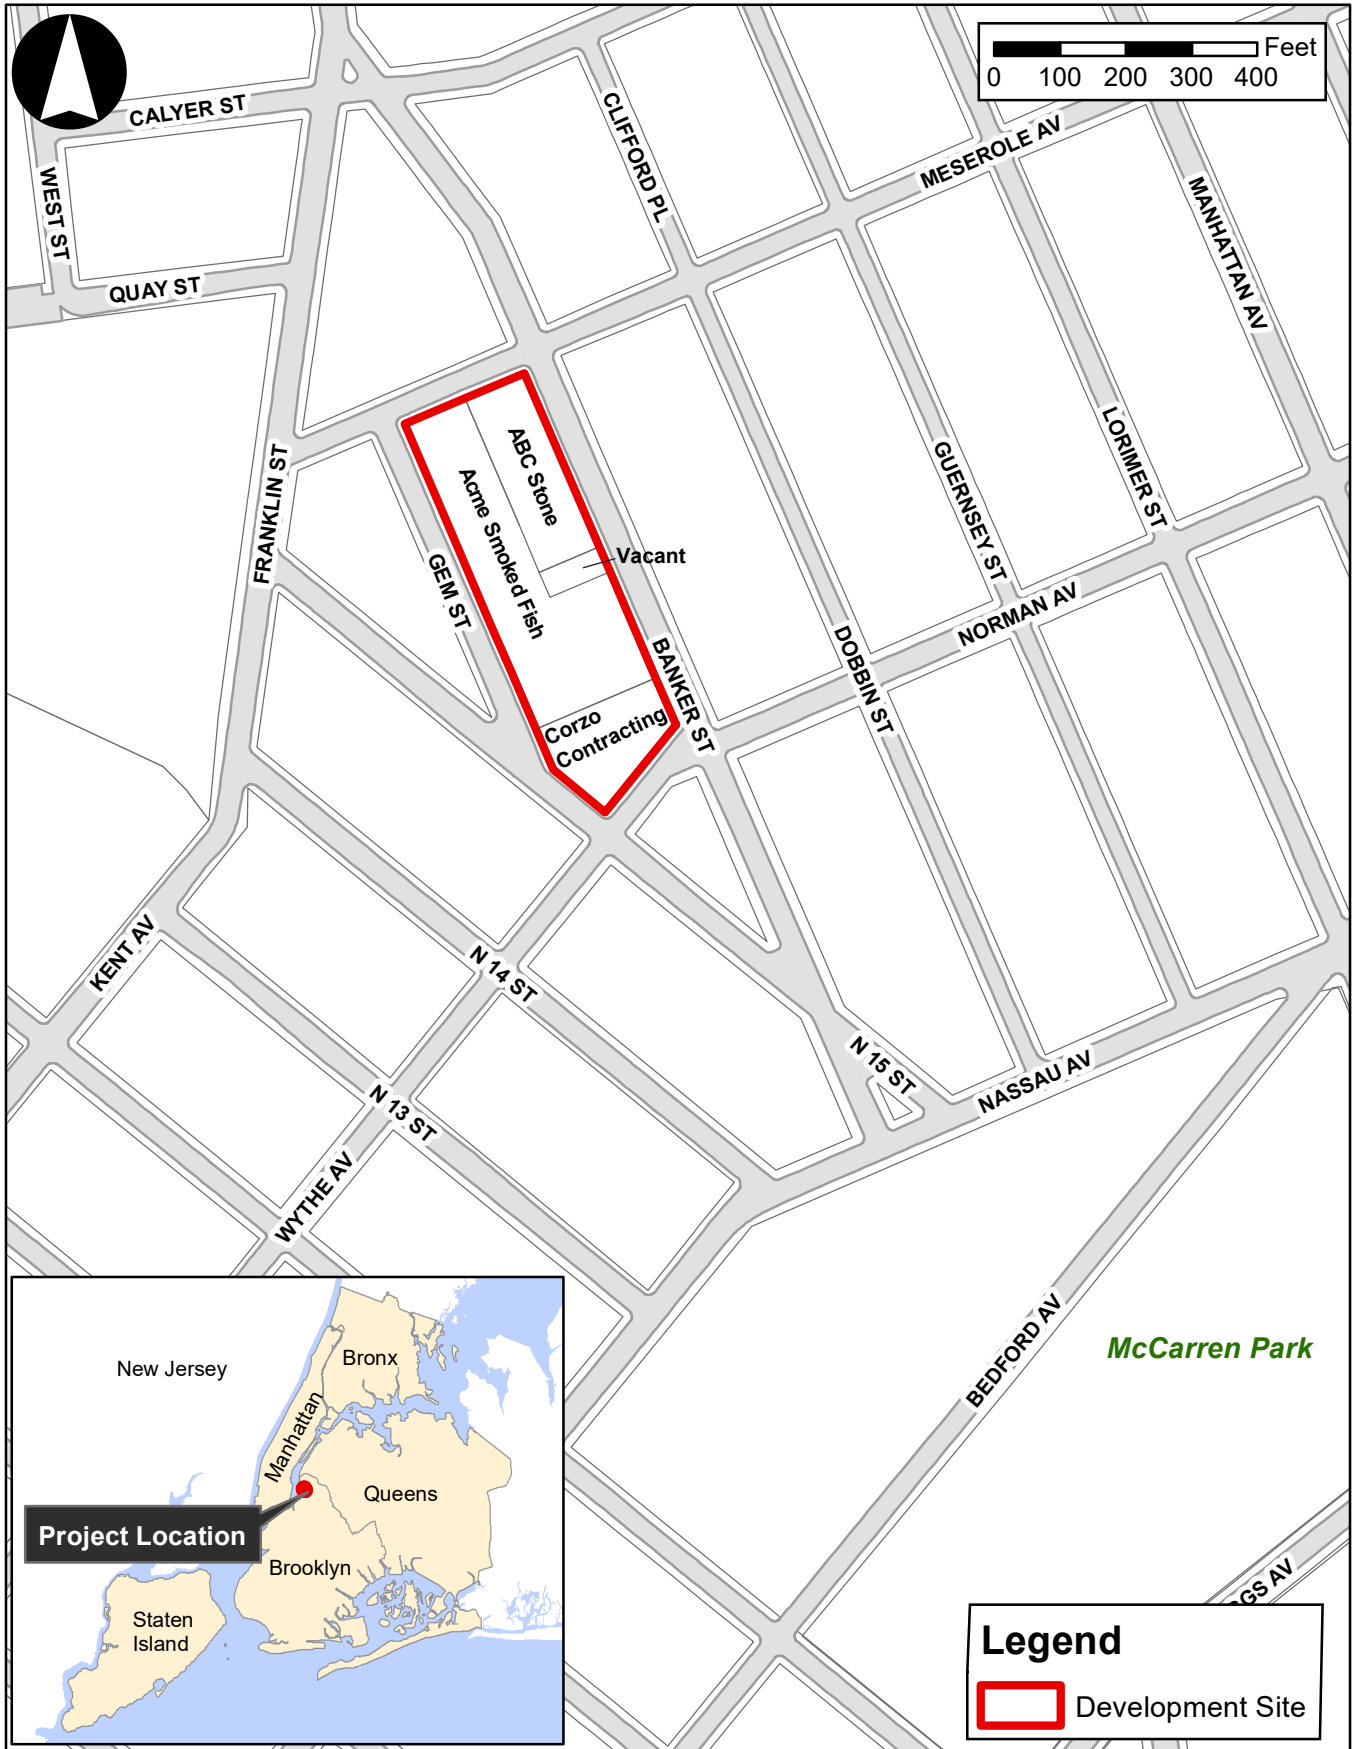 Feet
0 100 200 300 400
CALYER ST
CLIFFORD PL
MESEROLE AV
WEST ST
MANHATTAN AV
QUAY ST
ABC Stone
Acme Smoked Fish
FRANKLIN ST
GUERNSEY ST
LORIMER ST
Vacant
GEM ST
NORMAN AV
BANKER ST
DOBBIN ST
Corzo
Contracting
KENT AV
N 14 ST
N 15 ST
NASSAU AV
N 13 ST
WYTHE AV
BEDFORD AV
McCarren Park
New Jersey
Bronx
Manhattan
Queens
Project Location
Brooklyn
Staten
Island
GGS AV
Legend
Development Site